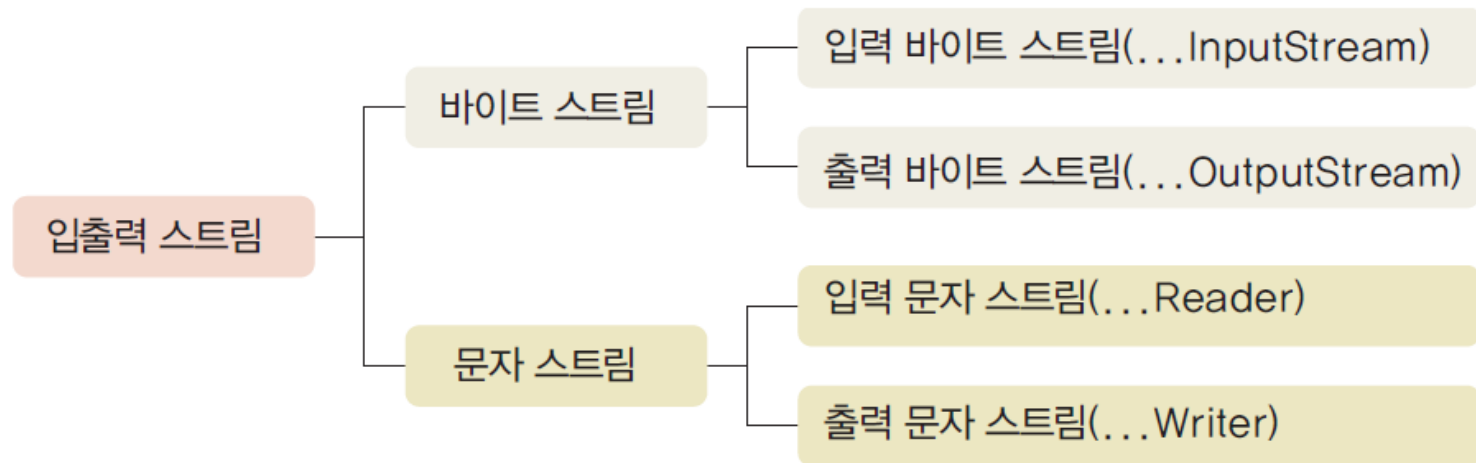 입력 바이트 스트림(...InputStream)
바이트 스트림
출력 바이트 스트림(...OutputStream)
입출력 스트림
입력 문자 스트림(...Reader)
문자 스트림
출력 문자 스트림(...Writer)